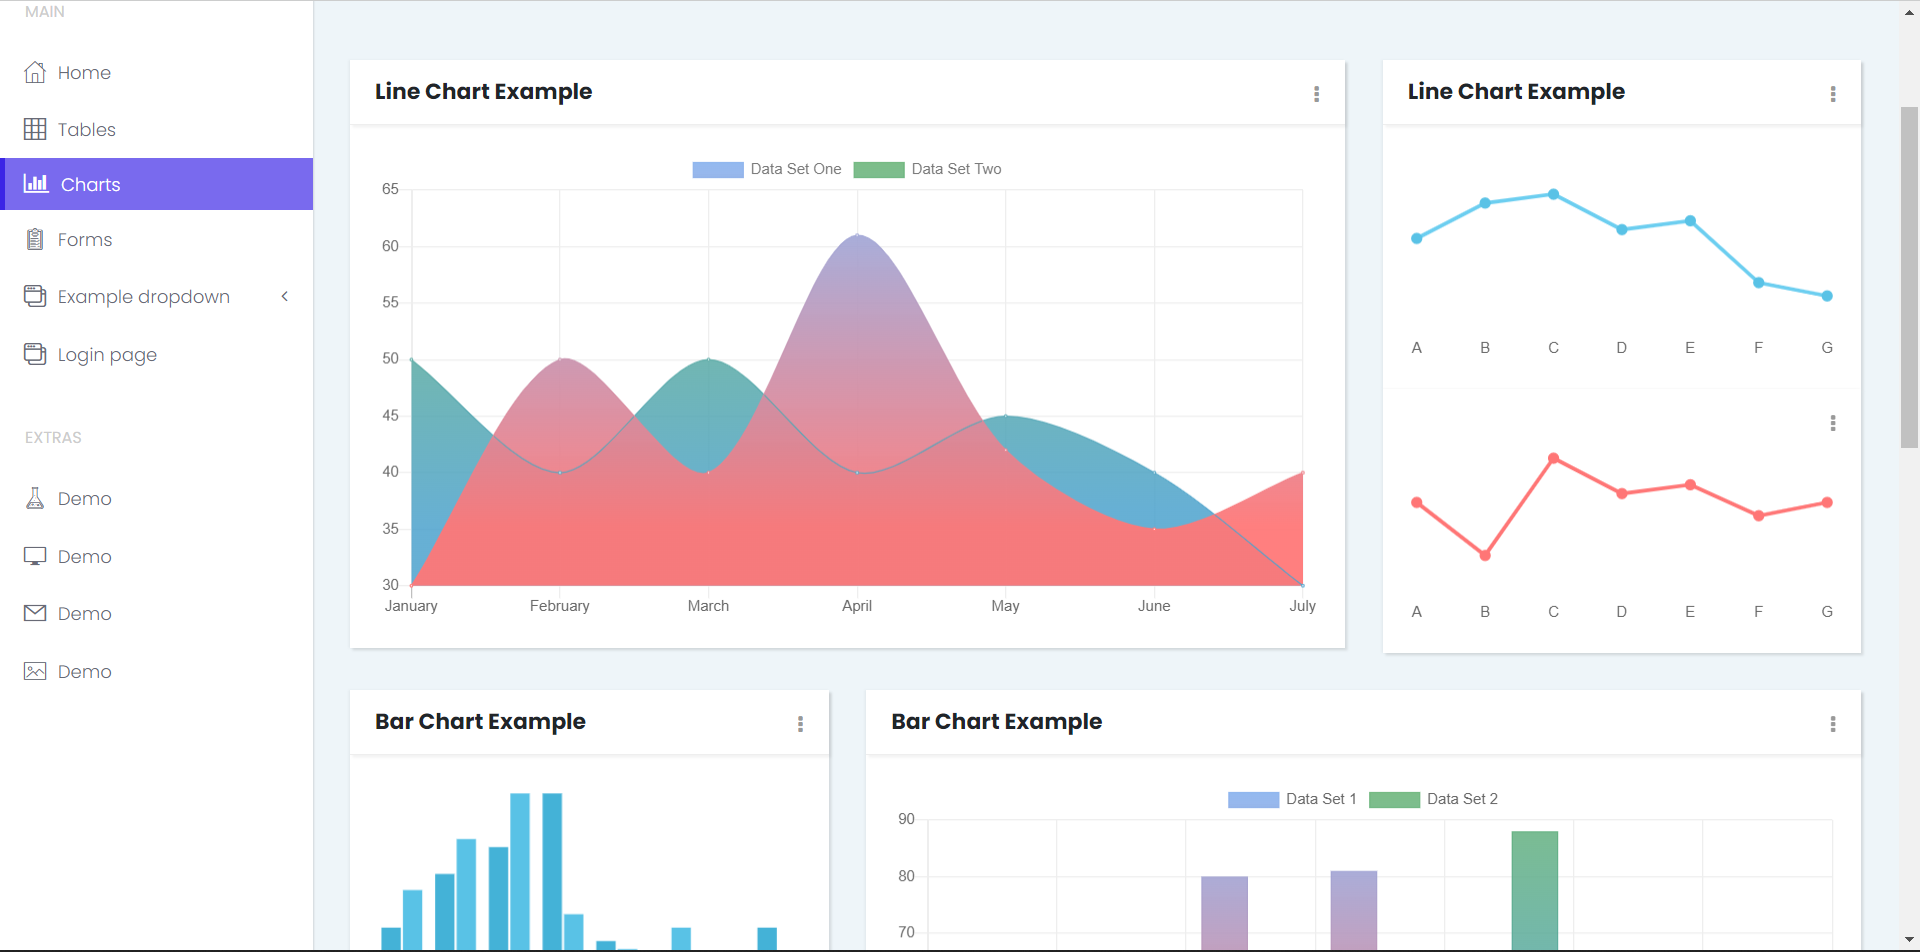 MAIN
Home
Tables
Charts
Forms
Example dropdown
Login page
EXTRAS
Demo
Demo
Demo
Demo
Line Chart Example
Data Set One Data Set Two
65
60
55
50
45
40
35
30
January February March April May June July
Line Chart Example
A B C D E F G
A B C D E F G
Bar Chart Example
Bar Chart Example
Data Set 1 Data Set 2
90
80
70